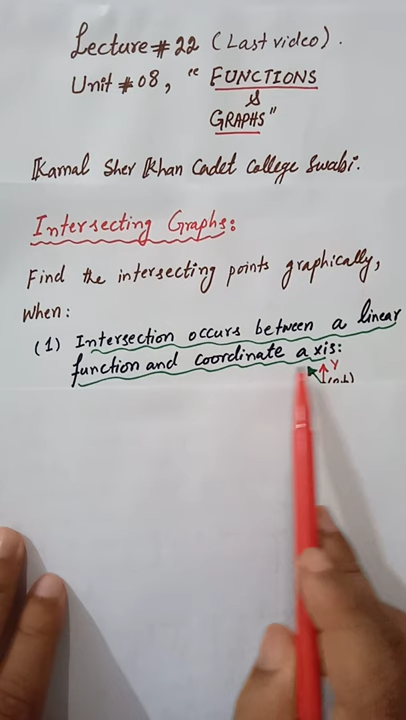 Lecture # 22 (Last video).
Unit # 08, " FUNCTIONS
&
GRAPHS"
Kamal Sher Khan Cadet College Swabi.
Intersecting Graphs:
Find the intersecting points graphically,
When:
(1) Intersection occurs between a linear
function and coordinate axis:
Y